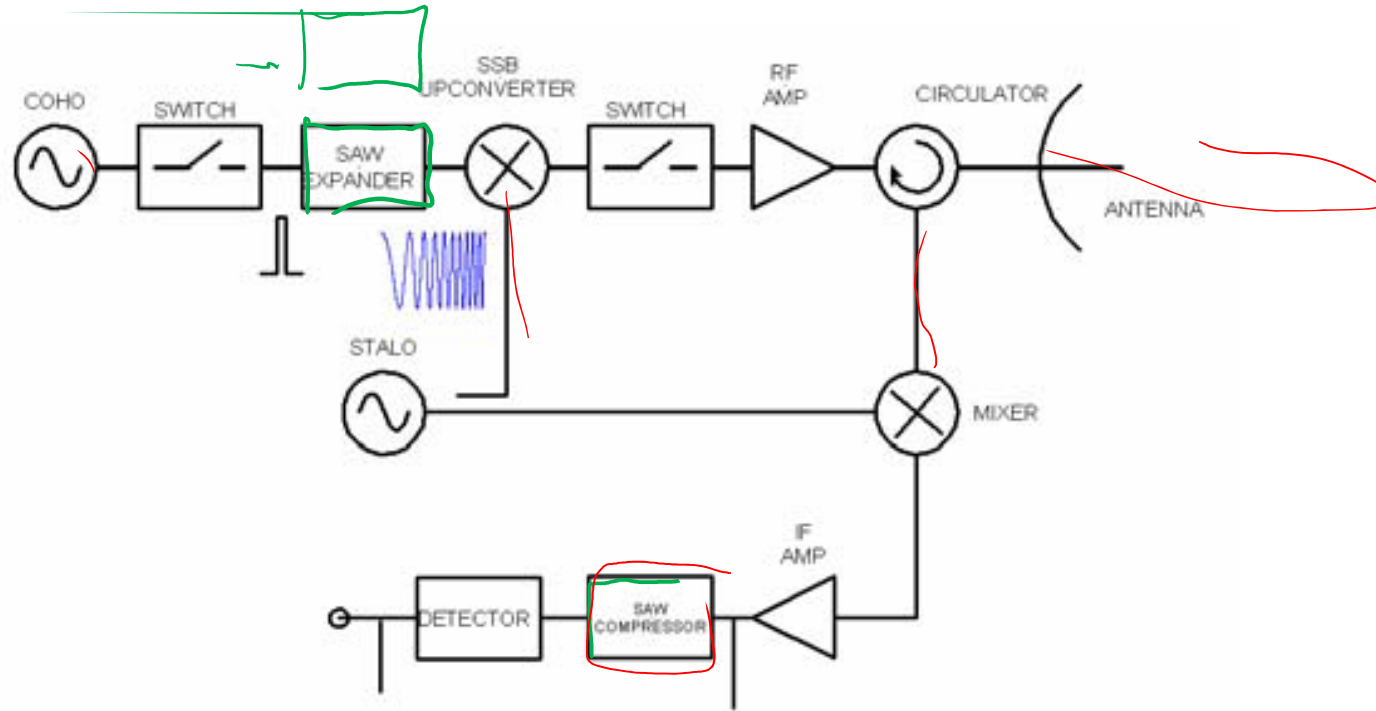 COHO
SWITCH
SAW
EXPANDER
SSB
UPCONVERTER
SWITCH
RF
AMP
CIRCULATOR
ANTENNA
STALO
MIXER
IF
AMP
SAW
COMPRESSOR
DETECTOR